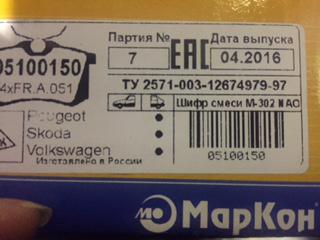 Партия № Дата выпуска
05100150 7 EAC 04.2016
4xFR.A.051 ТУ 2571-003-12674979-97
Шифр смеси М-302 NAO
Peugeot
Skoda
Volkswagen
Изготовлено в России 05100150
МарКон